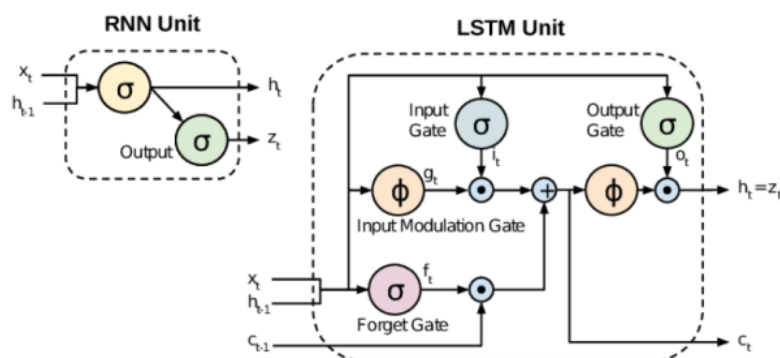 RNN Unit
x_t
h_t-1
σ
h_t
Output
σ
z_t
LSTM Unit
Input
Gate
σ
i_t
Output
Gate
σ
o_t
ϕ
g_t
Input Modulation Gate
+
ϕ
h_t=z_t
x_t
h_t-1
σ
f_t
Forget Gate
c_t-1
c_t